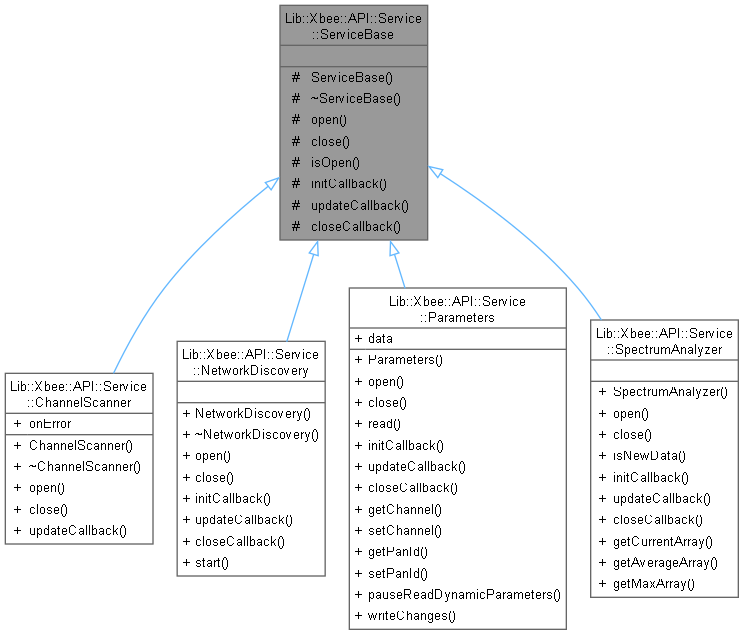 Lib::Xbee::API::Service
::ServiceBase
# ServiceBase()
# ~ServiceBase()
# open()
# close()
# isOpen()
# initCallback()
# updateCallback()
# closeCallback()
Lib::Xbee::API::Service
::ChannelScanner
+ onError
+ ChannelScanner()
+ ~ChannelScanner()
+ open()
+ close()
+ updateCallback()
Lib::Xbee::API::Service
::NetworkDiscovery
+ NetworkDiscovery()
+ ~NetworkDiscovery()
+ open()
+ close()
+ initCallback()
+ updateCallback()
+ closeCallback()
+ start()
Lib::Xbee::API::Service
::Parameters
+ data
+ Parameters()
+ open()
+ close()
+ read()
+ initCallback()
+ updateCallback()
+ closeCallback()
+ getChannel()
+ setChannel()
+ getPanId()
+ setPanId()
+ pauseReadDynamicParameters()
+ writeChanges()
Lib::Xbee::API::Service
::SpectrumAnalyzer
+ SpectrumAnalyzer()
+ open()
+ close()
+ isNewData()
+ initCallback()
+ updateCallback()
+ closeCallback()
+ getCurrentArray()
+ getAverageArray()
+ getMaxArray()